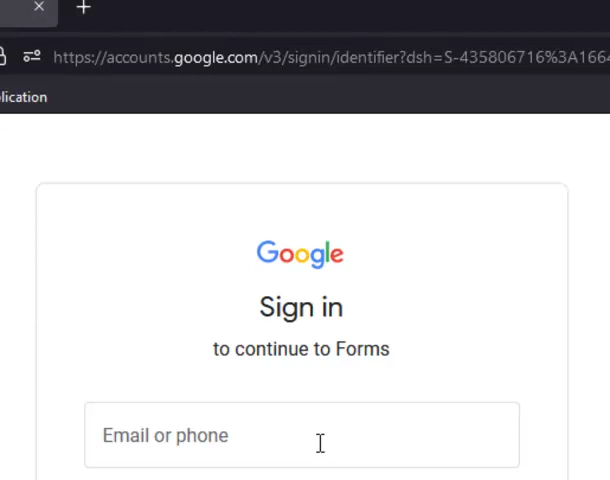 https://accounts.google.com/v3/signin/identifier?dsh=S-435806716%3A1664
lication
Google
Sign in
to continue to Forms
Email or phone